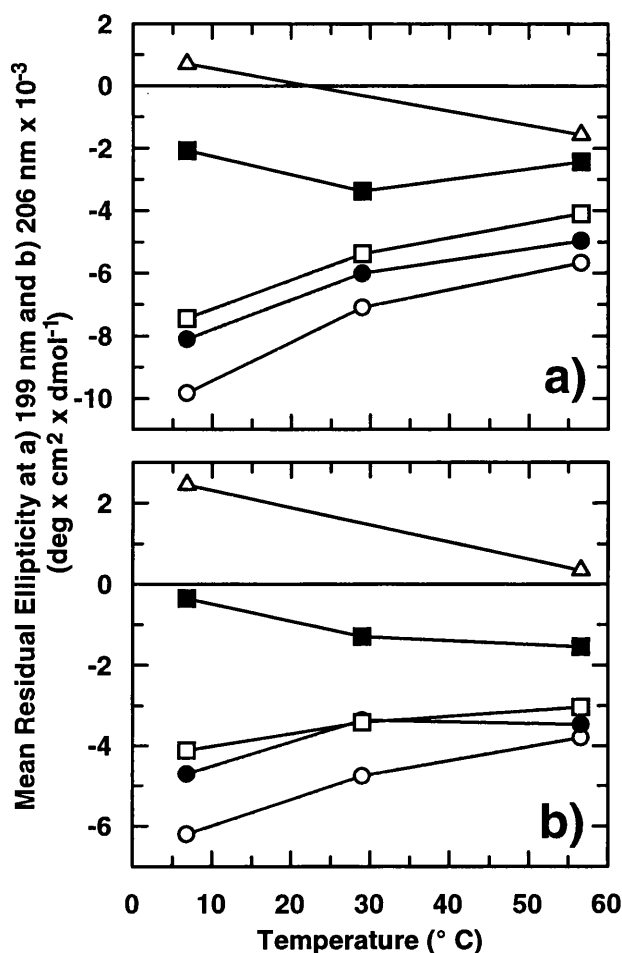 Mean Residual Ellipticity at a) 199 nm and b) 206 nm x 10⁻³
(deg x cm² x dmol⁻¹)
2
0
-2
-4
-6
-8
-10
a)
2
0
-2
-4
-6
b)
0 10 20 30 40 50 60
Temperature (° C)